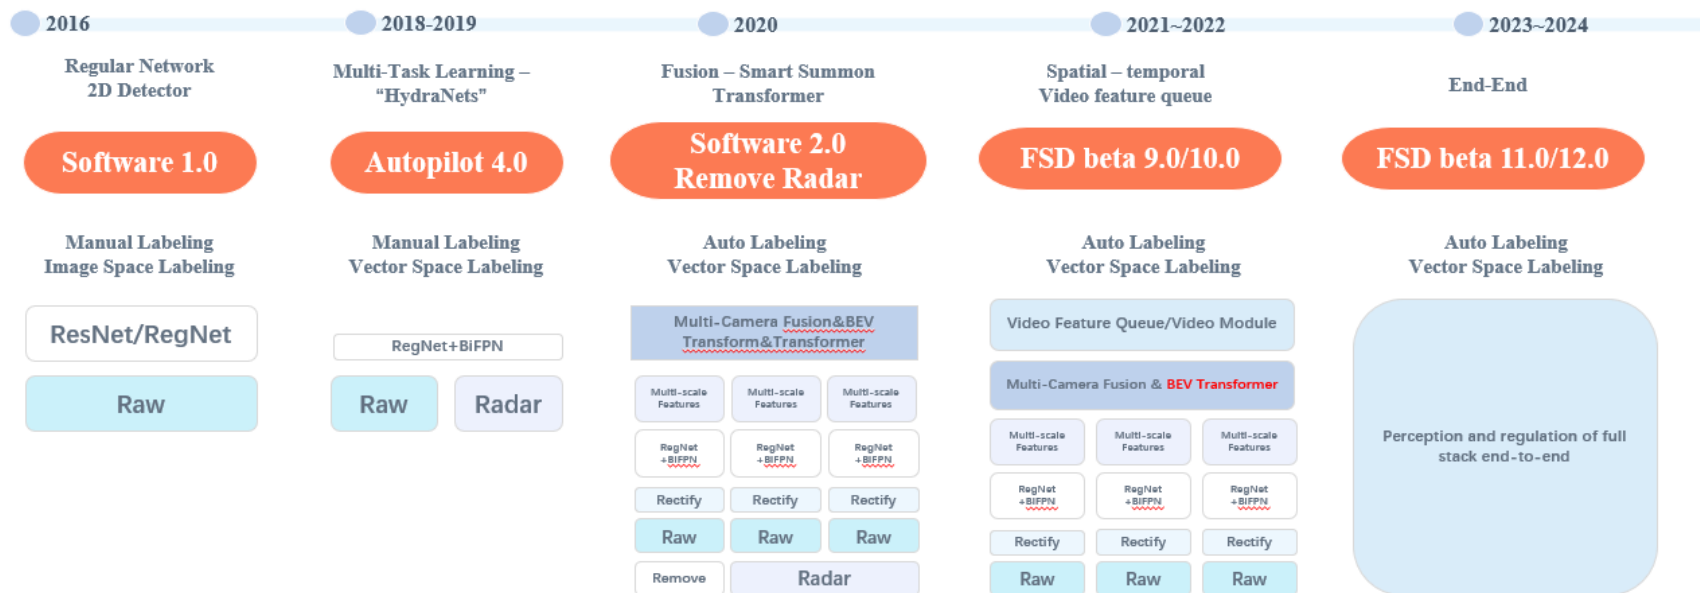 2016
Regular Network
2D Detector
Software 1.0
Manual Labeling
Image Space Labeling
ResNet/RegNet
Raw
2018-2019
Multi-Task Learning –
“HydraNets”
Autopilot 4.0
Manual Labeling
Vector Space Labeling
RegNet+BiFPN
Raw
Radar
2020
Fusion – Smart Summon
Transformer
Software 2.0
Remove Radar
Auto Labeling
Vector Space Labeling
Multi-Camera Fusion&BEV
Transform&Transformer
Multi-scale
Features
Multi-scale
Features
Multi-scale
Features
RegNet
+BIFPN
RegNet
+BIFPN
RegNet
+BIFPN
Rectify
Rectify
Rectify
Raw
Raw
Raw
Remove
Radar
2021~2022
Spatial – temporal
Video feature queue
FSD beta 9.0/10.0
Auto Labeling
Vector Space Labeling
Video Feature Queue/Video Module
Multi-Camera Fusion & BEV Transformer
Multi-scale
Features
Multi-scale
Features
Multi-scale
Features
RegNet
+BIFPN
RegNet
+BIFPN
RegNet
+BIFPN
Rectify
Rectify
Rectify
Raw
Raw
Raw
2023~2024
End-End
FSD beta 11.0/12.0
Auto Labeling
Vector Space Labeling
Perception and regulation of full
stack end-to-end